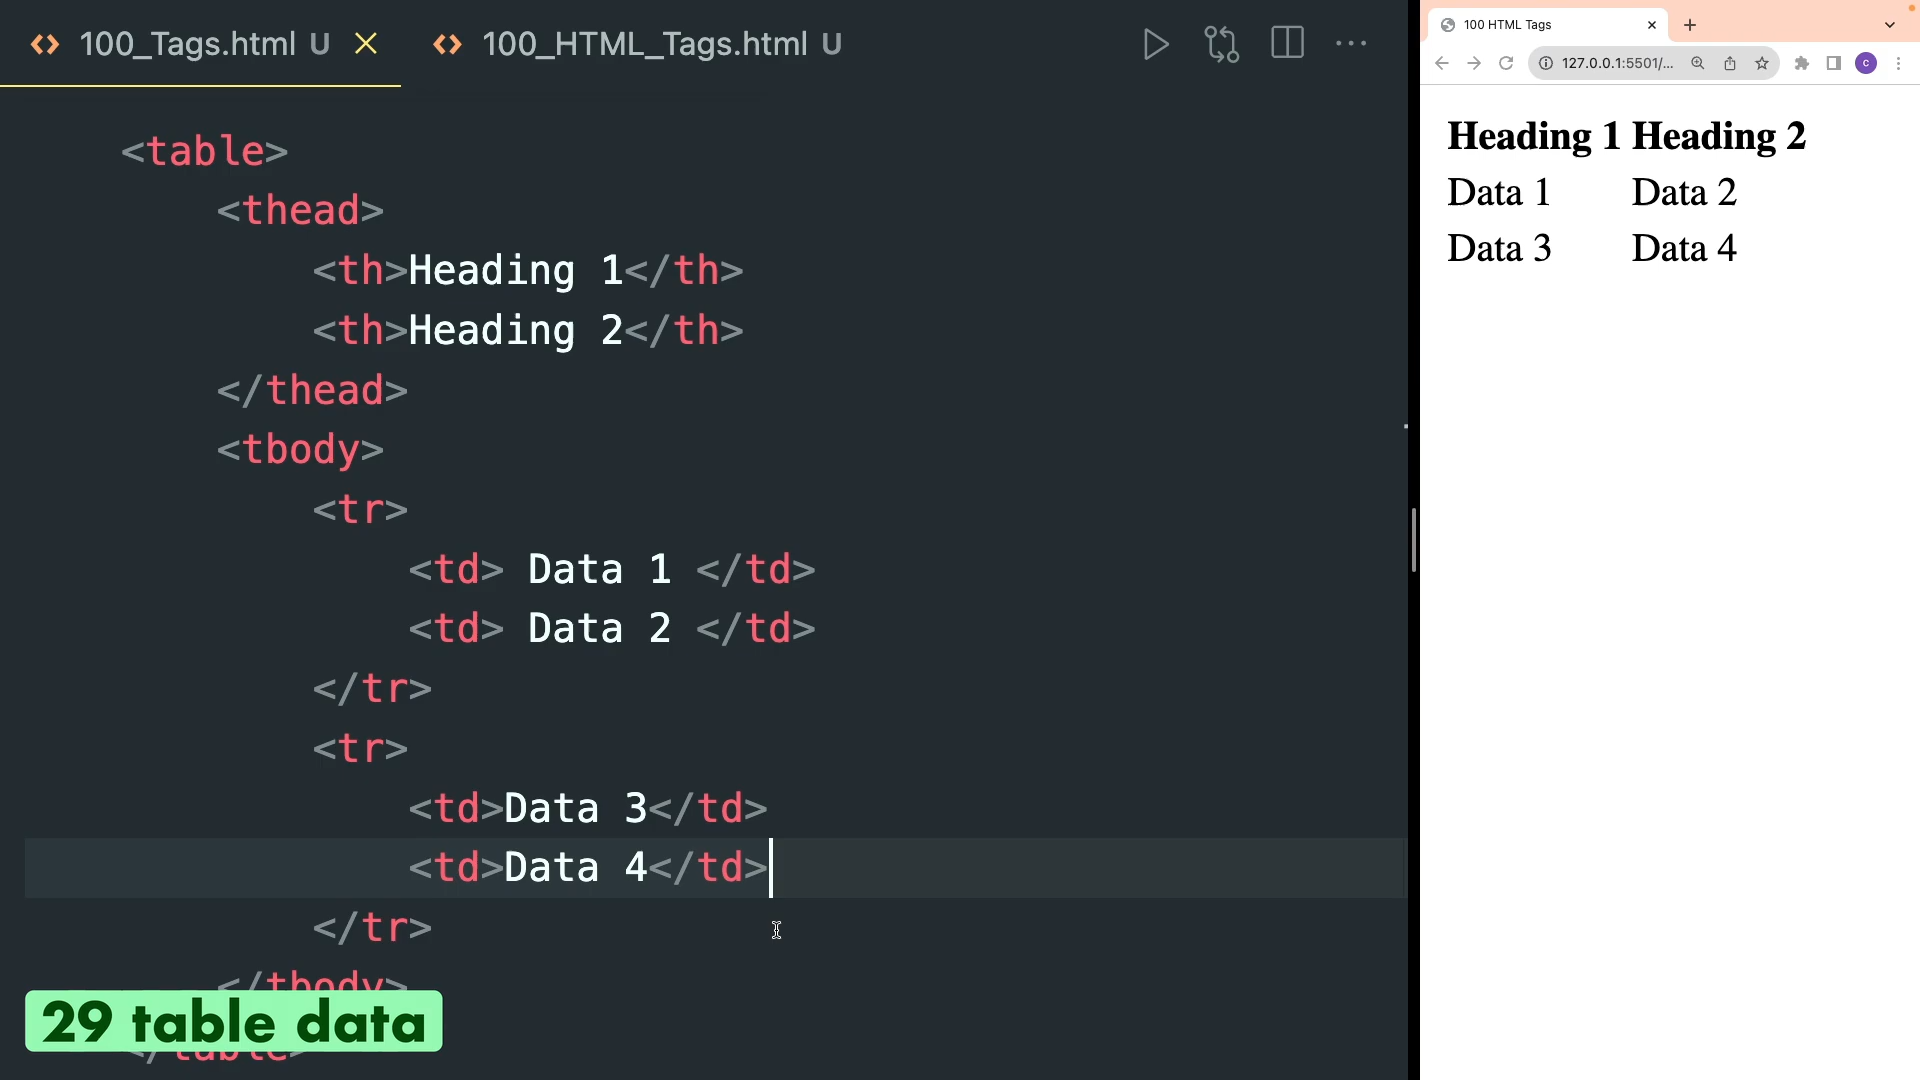 100_Tags.html U
100_HTML_Tags.html U
<table>
<thead>
<th>Heading 1</th>
<th>Heading 2</th>
</thead>
<tbody>
<tr>
<td> Data 1 </td>
<td> Data 2 </td>
</tr>
<tr>
<td>Data 3</td>
<td>Data 4</td>
</tr>
</tbody>
</table>
29 table data
100 HTML Tags
127.0.0.1:5501/...
c
Heading 1 Heading 2
Data 1 Data 2
Data 3 Data 4